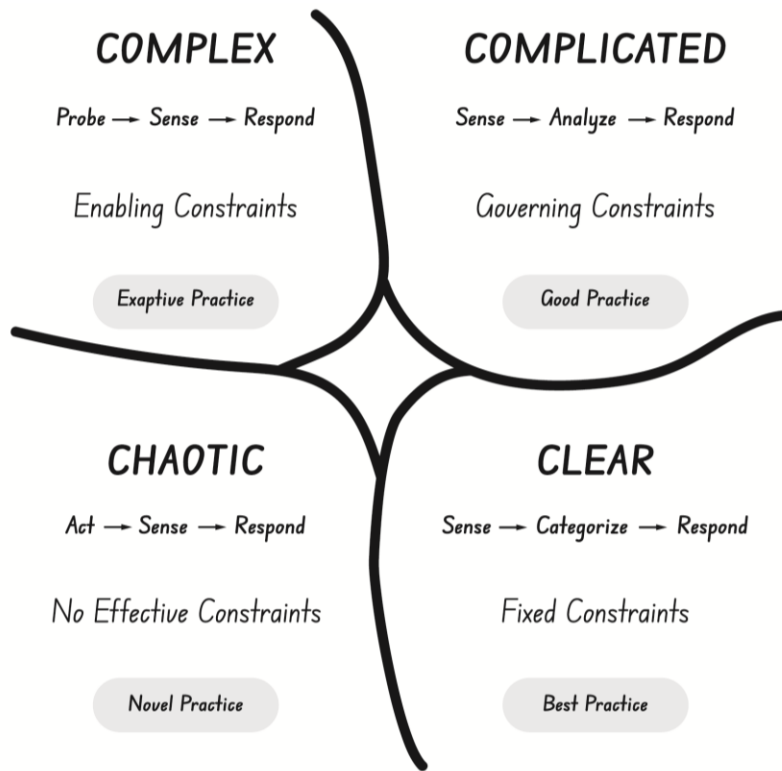 COMPLEX
Probe → Sense → Respond
Enabling Constraints
Exaptive Practice
COMPLICATED
Sense → Analyze → Respond
Governing Constraints
Good Practice
CHAOTIC
Act → Sense → Respond
No Effective Constraints
Novel Practice
CLEAR
Sense → Categorize → Respond
Fixed Constraints
Best Practice